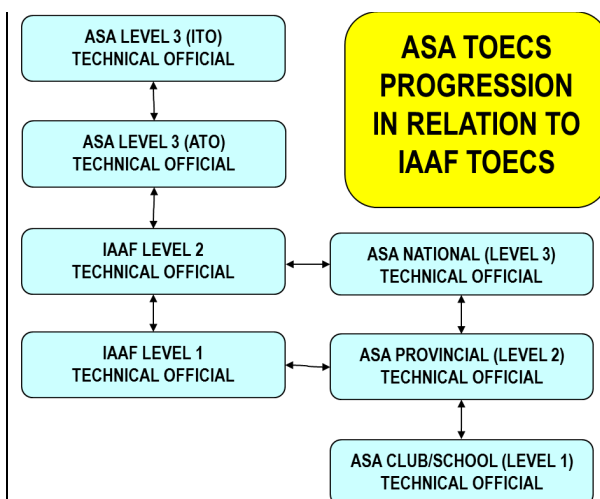 ASA LEVEL 3 (ITO)
TECHNICAL OFFICIAL
ASA TOECS
PROGRESSION
IN RELATION TO
IAAF TOECS
ASA LEVEL 3 (ATO)
TECHNICAL OFFICIAL
IAAF LEVEL 2
TECHNICAL OFFICIAL
ASA NATIONAL (LEVEL 3)
TECHNICAL OFFICIAL
IAAF LEVEL 1
TECHNICAL OFFICIAL
ASA PROVINCIAL (LEVEL 2)
TECHNICAL OFFICIAL
ASA CLUB/SCHOOL (LEVEL 1)
TECHNICAL OFFICIAL